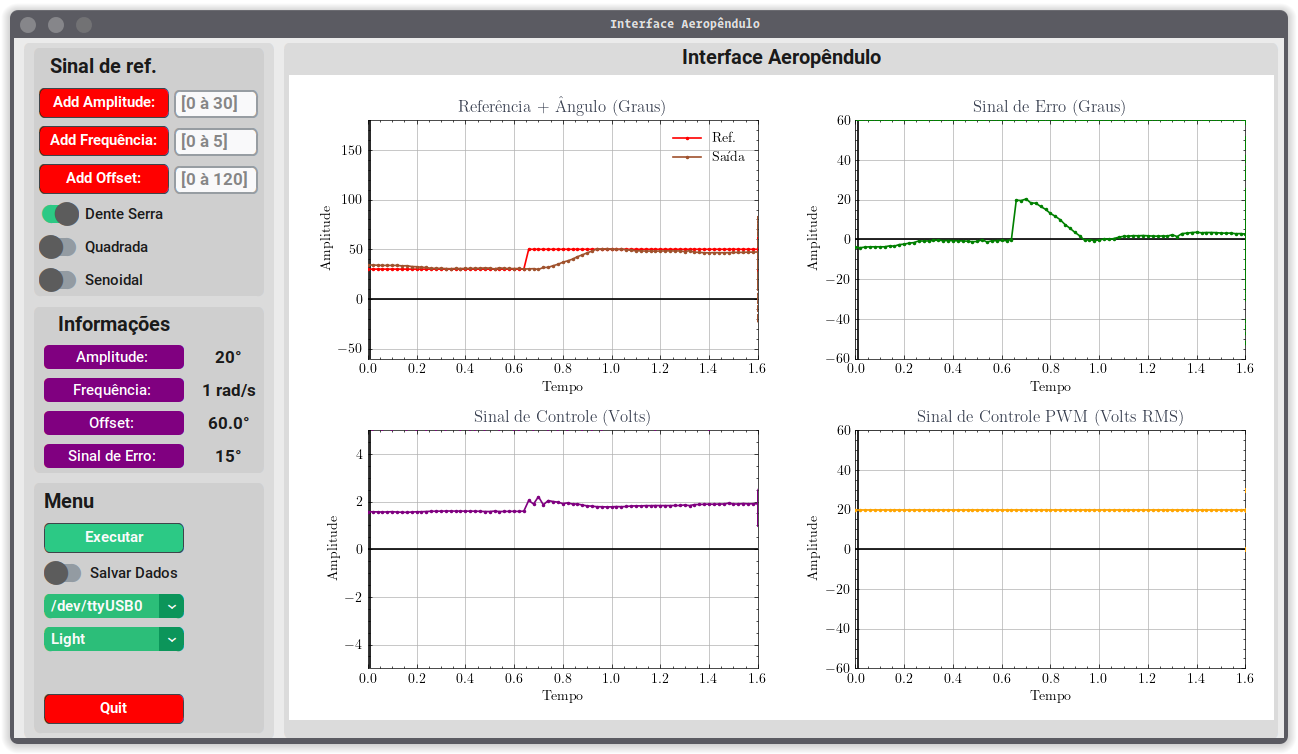 Interface Aeropêndulo
Sinal de ref.
Add Amplitude: [0 à 30]
Add Frequência: [0 à 5]
Add Offset: [0 à 120]
Dente Serra
Quadrada
Senoidal
Informações
Amplitude: 20°
Frequência: 1 rad/s
Offset: 60.0°
Sinal de Erro: 15°
Menu
Executar
Salvar Dados
/dev/ttyUSB0
Light
Quit
Interface Aeropêndulo
Referência + Ângulo (Graus)
Ref.
Saída
150
100
50
0
−50
Amplitude
0.0 0.2 0.4 0.6 0.8 1.0 1.2 1.4 1.6
Tempo
Sinal de Erro (Graus)
60
40
20
0
−20
−40
−60
Amplitude
0.0 0.2 0.4 0.6 0.8 1.0 1.2 1.4 1.6
Tempo
Sinal de Controle (Volts)
4
2
0
−2
−4
Amplitude
0.0 0.2 0.4 0.6 0.8 1.0 1.2 1.4 1.6
Tempo
Sinal de Controle PWM (Volts RMS)
60
40
20
0
−20
−40
−60
Amplitude
0.0 0.2 0.4 0.6 0.8 1.0 1.2 1.4 1.6
Tempo